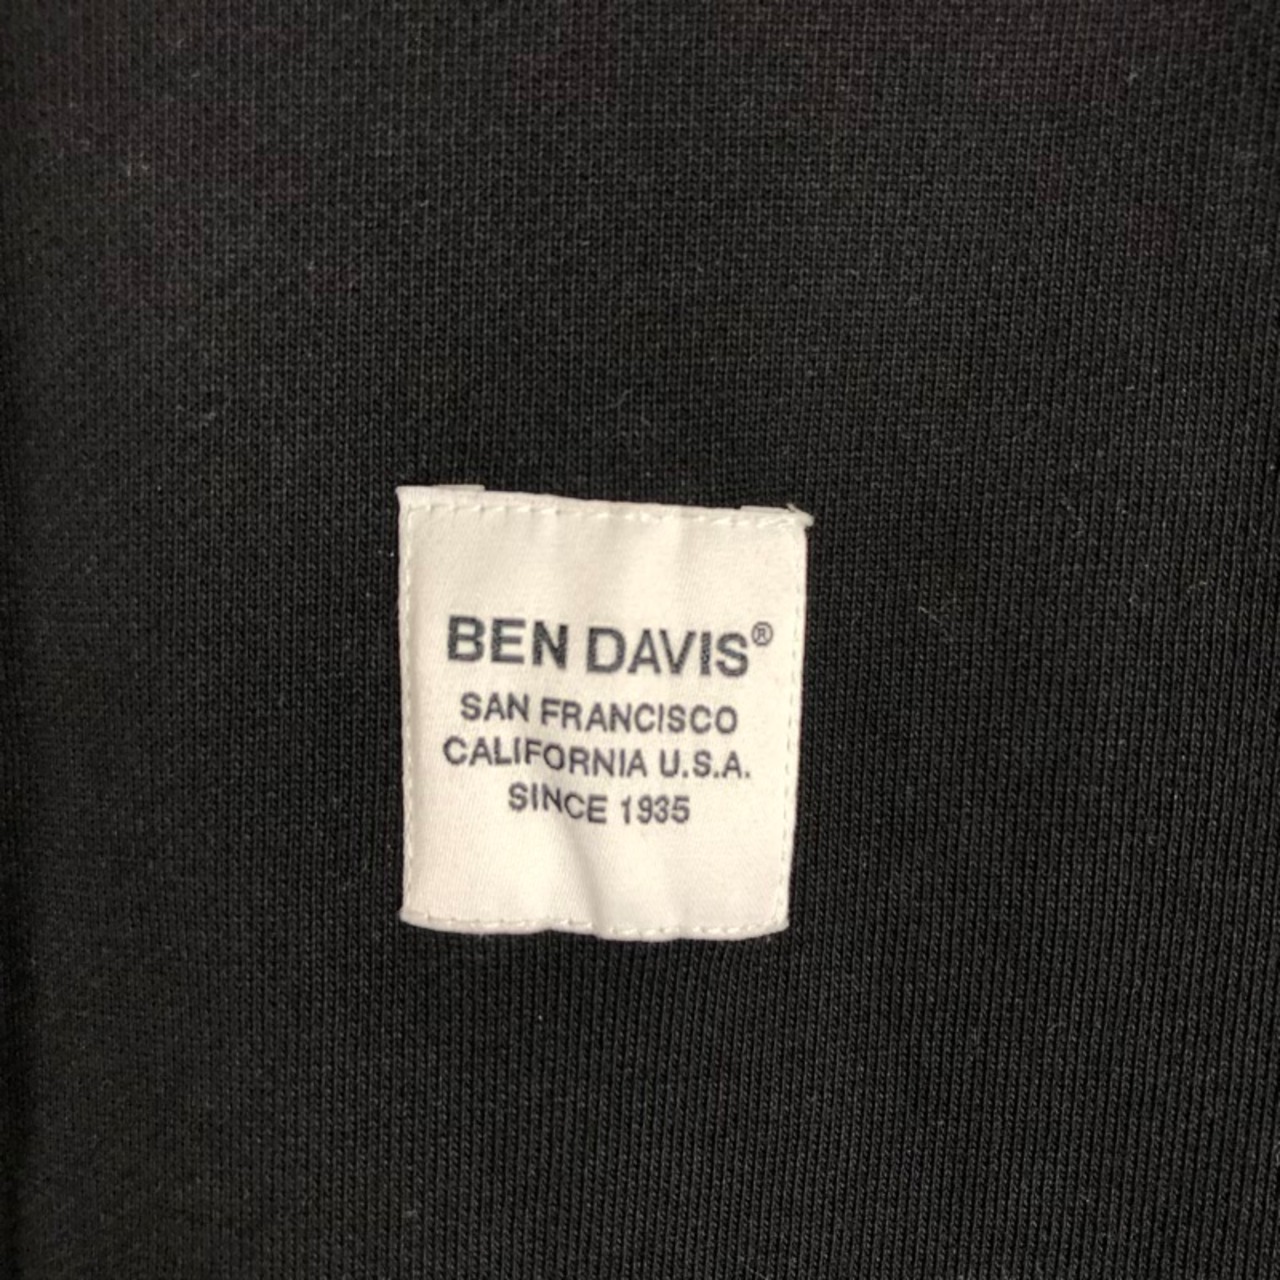 BEN DAVIS®
SAN FRANCISCO
CALIFORNIA U.S.A.
SINCE 1935